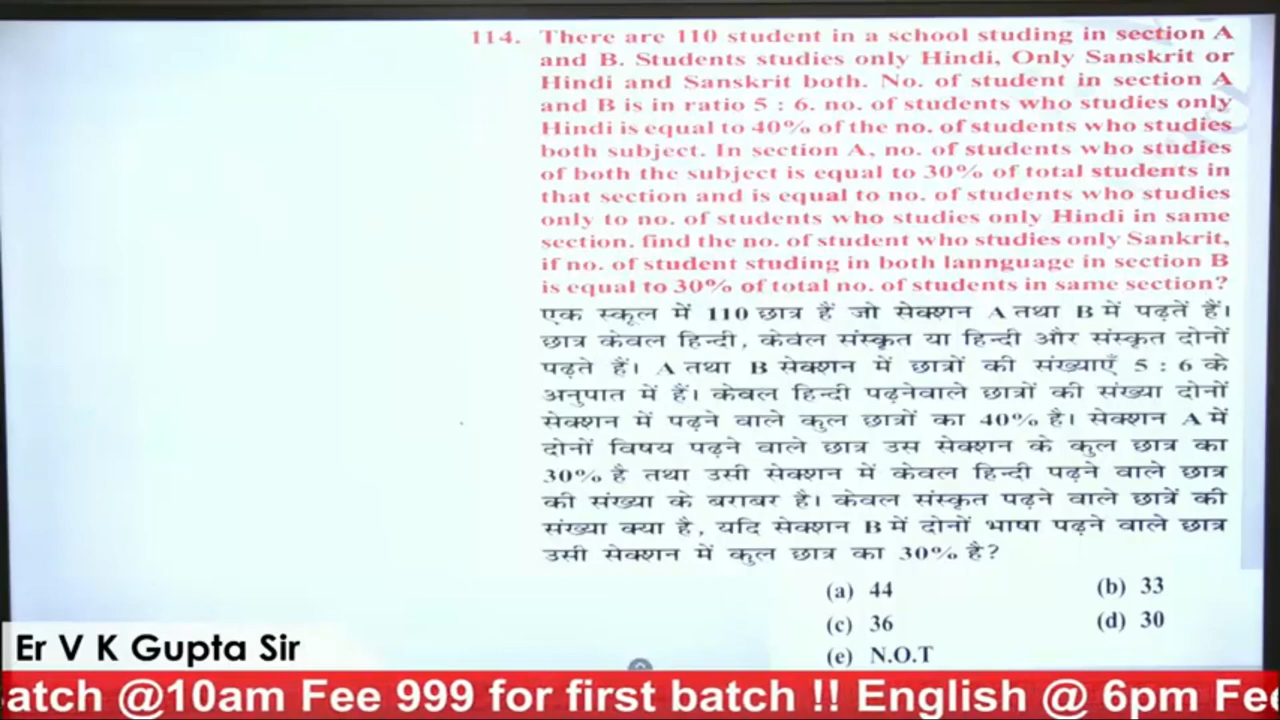 114. There are 110 student in a school studing in section A
and B. Students studies only Hindi, Only Sanskrit or
Hindi and Sanskrit both. No. of student in section A
and B is in ratio 5 : 6. no. of students who studies only
Hindi is equal to 40% of the no. of students who studies
both subject. In section A, no. of students who studies
of both the subject is equal to 30% of total students in
that section and is equal to no. of students who studies
only to no. of students who studies only Hindi in same
section. find the no. of student who studies only Sankrit,
if no. of student studing in both lannguage in section B
is equal to 30% of total no. of students in same section?
एक स्कूल में 110 छात्र हैं जो सेक्शन A तथा B में पढ़तें हैं।
छात्र केवल हिन्दी, केवल संस्कृत या हिन्दी और संस्कृत दोनों
पढ़ते हैं। A तथा B सेक्शन में छात्रों की संख्याएँ 5 : 6 के
अनुपात में हैं। केवल हिन्दी पढ़नेवाले छात्रों की संख्या दोनों
सेक्शन में पढ़ने वाले कुल छात्रों का 40% है। सेक्शन A में
दोनों विषय पढ़ने वाले छात्र उस सेक्शन के कुल छात्र का
30% है तथा उसी सेक्शन में केवल हिन्दी पढ़ने वाले छात्र
की संख्या के बराबर है। केवल संस्कृत पढ़ने वाले छात्रें की
संख्या क्या है, यदि सेक्शन B में दोनों भाषा पढ़ने वाले छात्र
उसी सेक्शन में कुल छात्र का 30% है?
(a) 44 (b) 33
(c) 36 (d) 30
(e) N.O.T
Er V K Gupta Sir
atch @10am Fee 999 for first batch !! English @ 6pm Fee